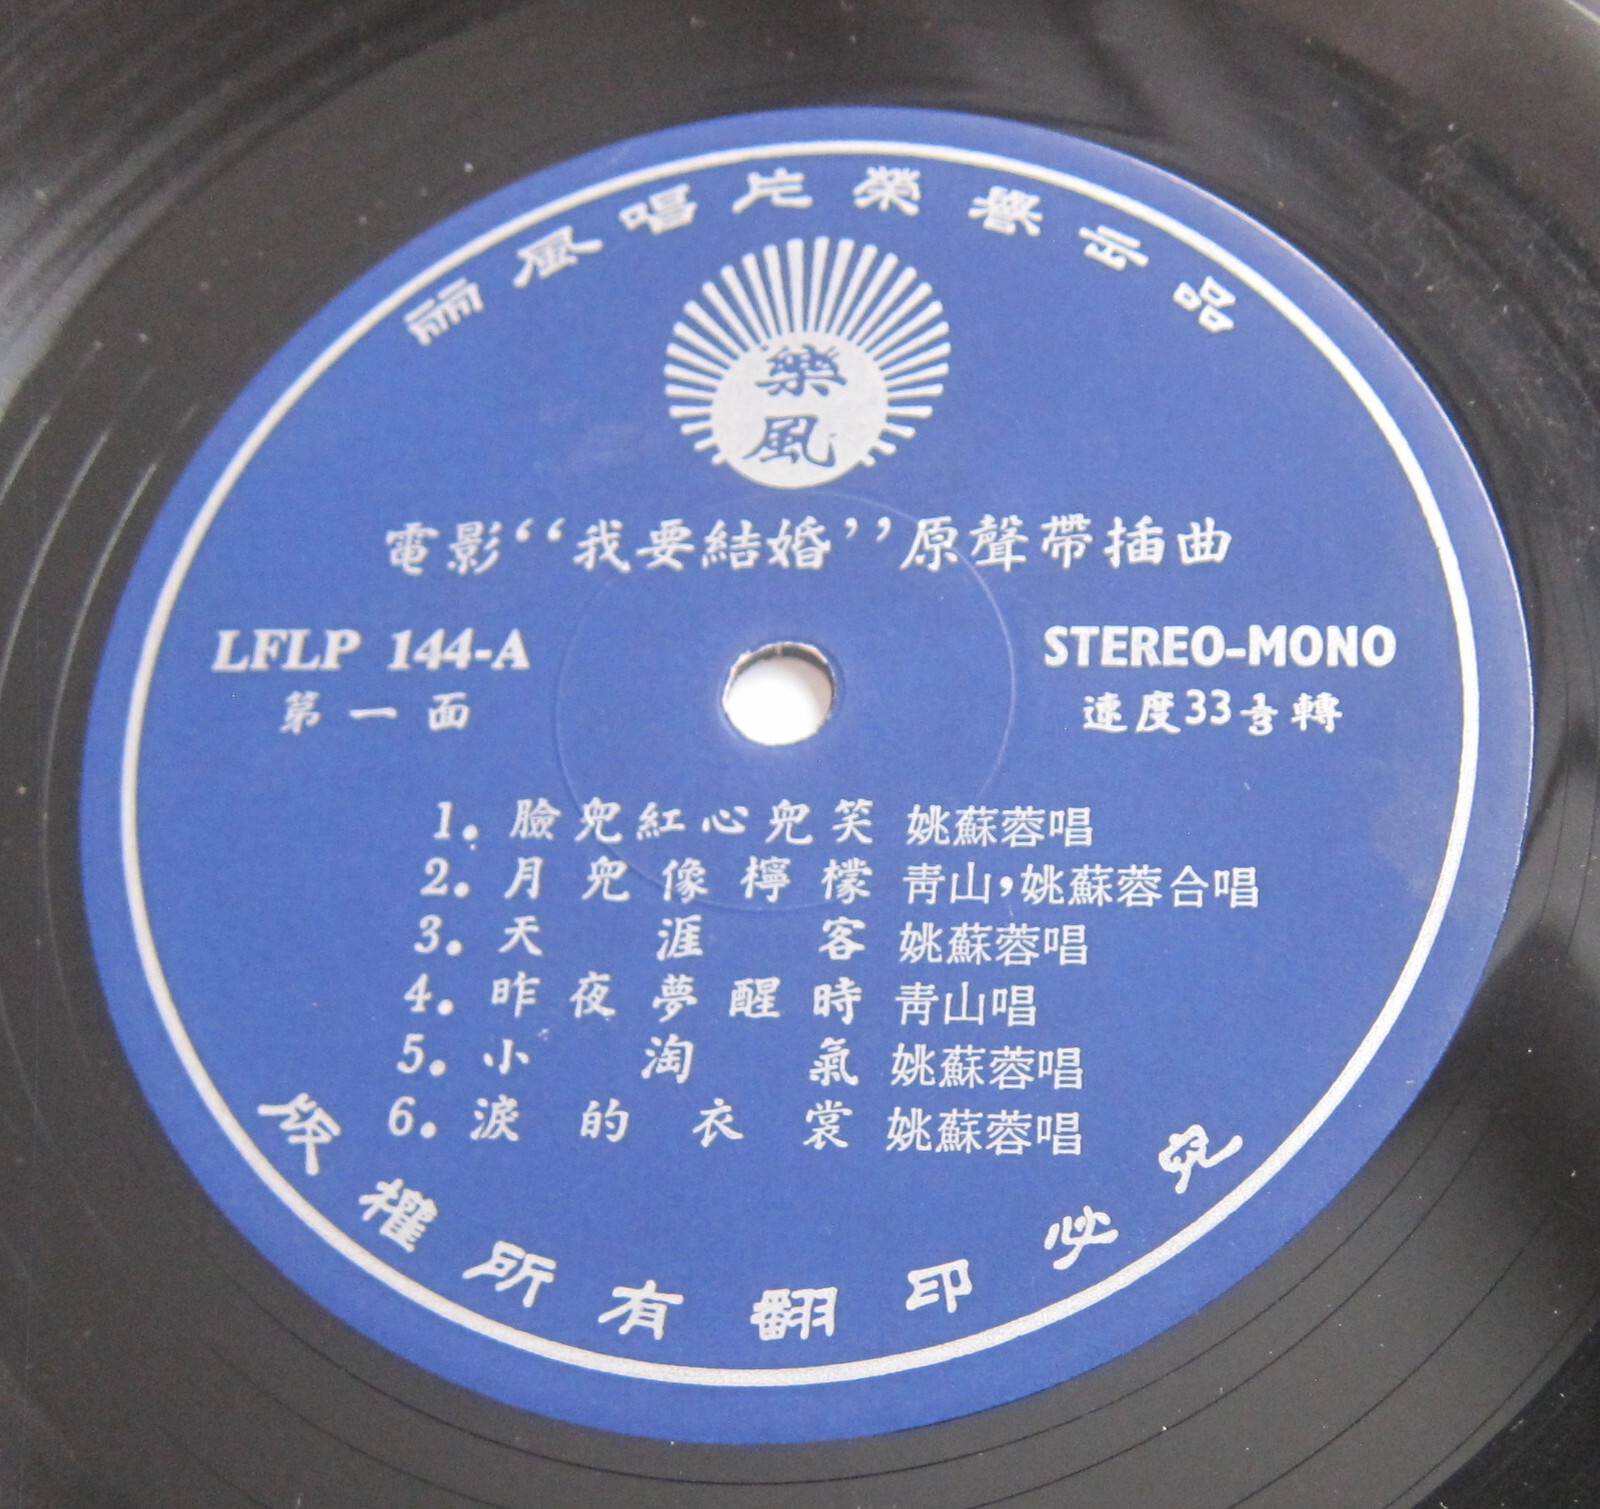 丽風唱片榮譽出品
樂風
電影“我要結婚”原聲帶插曲
LFLP 144-A
第一面
STEREO-MONO
速度33⅓轉
1. 臉兒紅心兒笑 姚蘇蓉唱
2. 月兒像檸檬 青山,姚蘇蓉合唱
3. 天涯客 姚蘇蓉唱
4. 昨夜夢醒時 青山唱
5. 小淘氣 姚蘇蓉唱
6. 淚的衣裳 姚蘇蓉唱
版權所有翻印必究